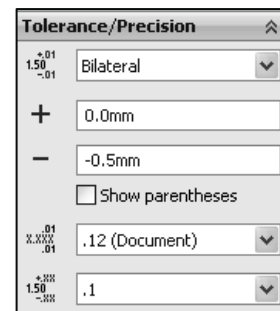 Tolerance/Precision
1.50 +.01 -.01 Bilateral
+ 0.0mm
- -0.5mm
Show parentheses
X.XXX .01 .01 .12 (Document)
1.50 +.XX -.XX .1